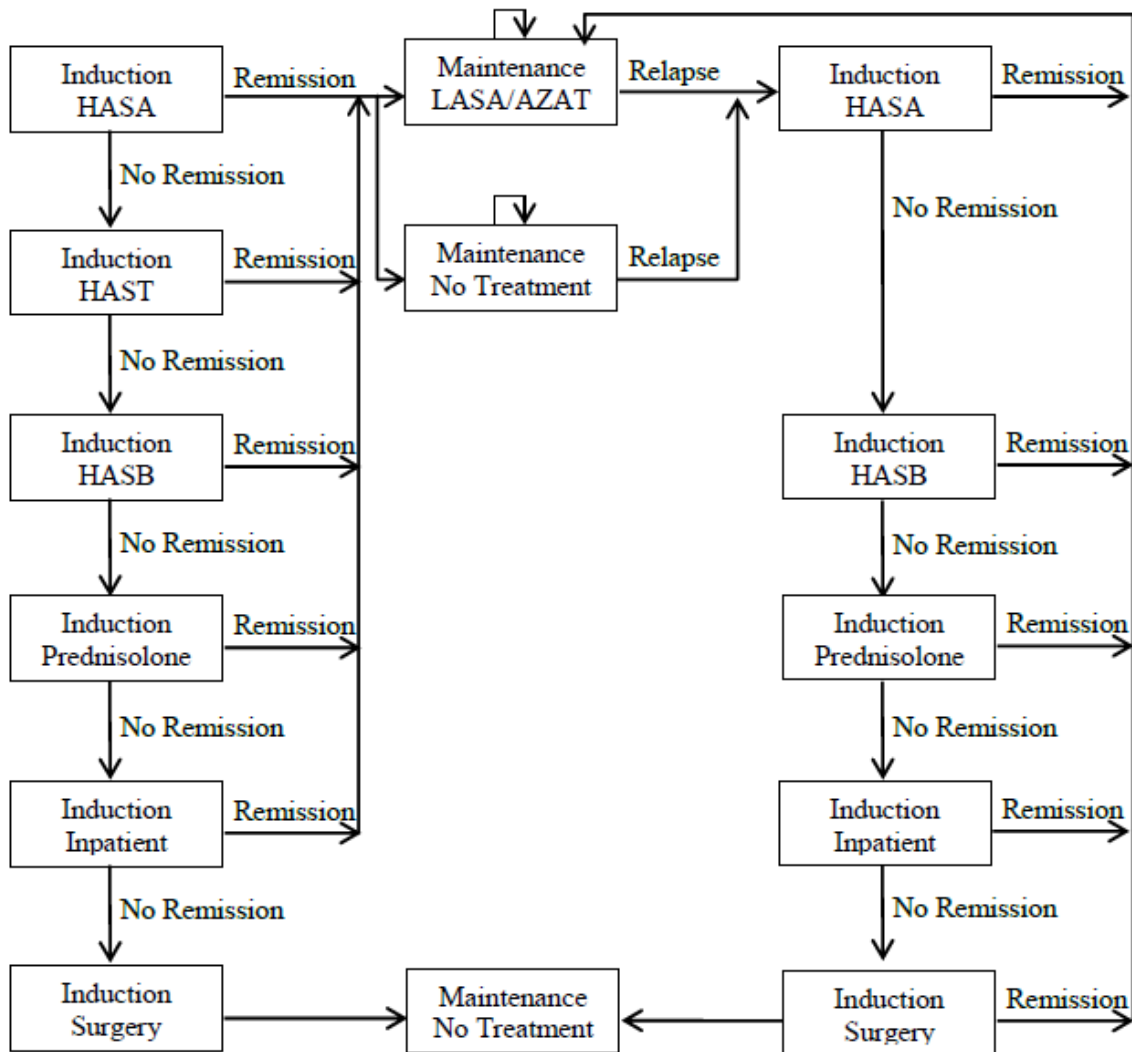 Induction
HASA
Remission
Maintenance
LASA/AZAT
Relapse
Induction
HASA
Remission
No Remission
No Remission
Induction
HAST
Remission
Maintenance
No Treatment
Relapse
No Remission
Induction
HASB
Remission
Induction
HASB
Remission
No Remission
No Remission
Induction
Prednisolone
Remission
Induction
Prednisolone
Remission
No Remission
No Remission
Induction
Inpatient
Remission
Induction
Inpatient
Remission
No Remission
No Remission
Induction
Surgery
Maintenance
No Treatment
Induction
Surgery
Remission